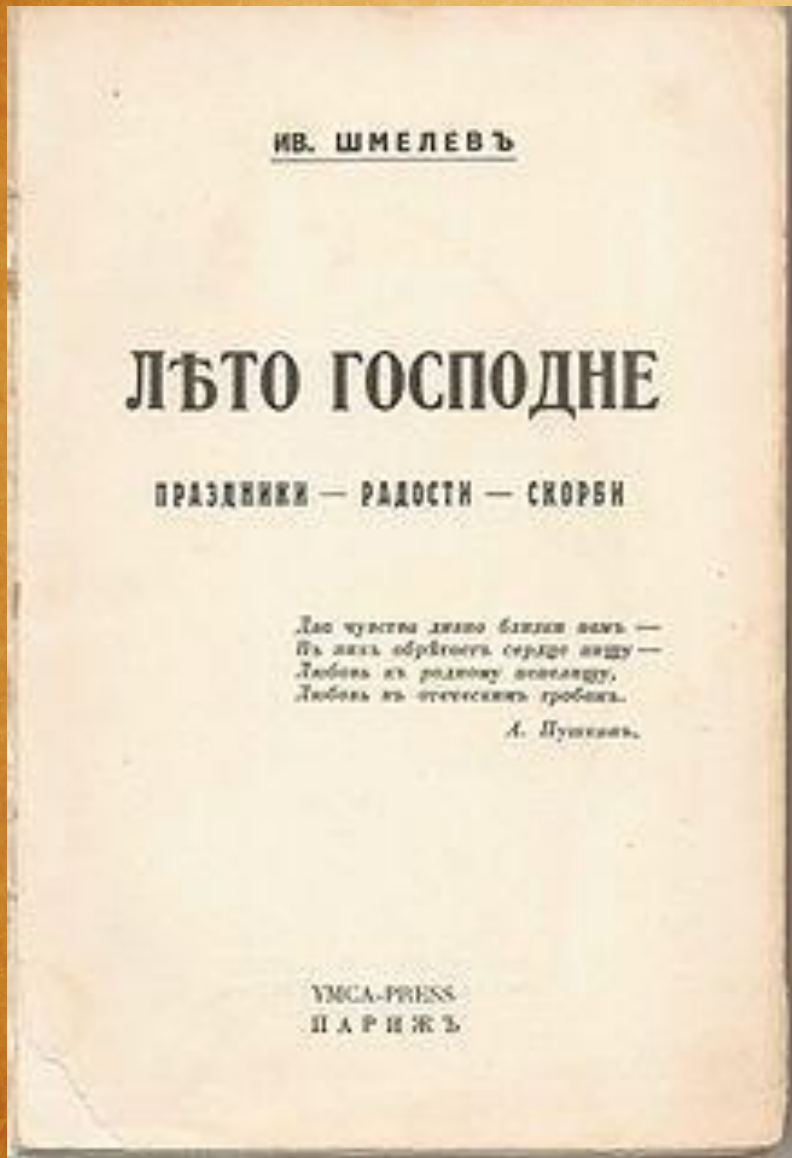 ИВ. ШМЕЛЕВЪ
ЛѢТО ГОСПОДНЕ
ПРАЗДНИКИ — РАДОСТИ — СКОРБИ
Два чувства дивно близки намъ —
Въ нихъ обрѣтаетъ сердце пищу —
Любовь къ родному пепелищу,
Любовь къ отеческимъ гробамъ.
А. Пушкинъ.
YMCA-PRESS
ПАРИЖЪ